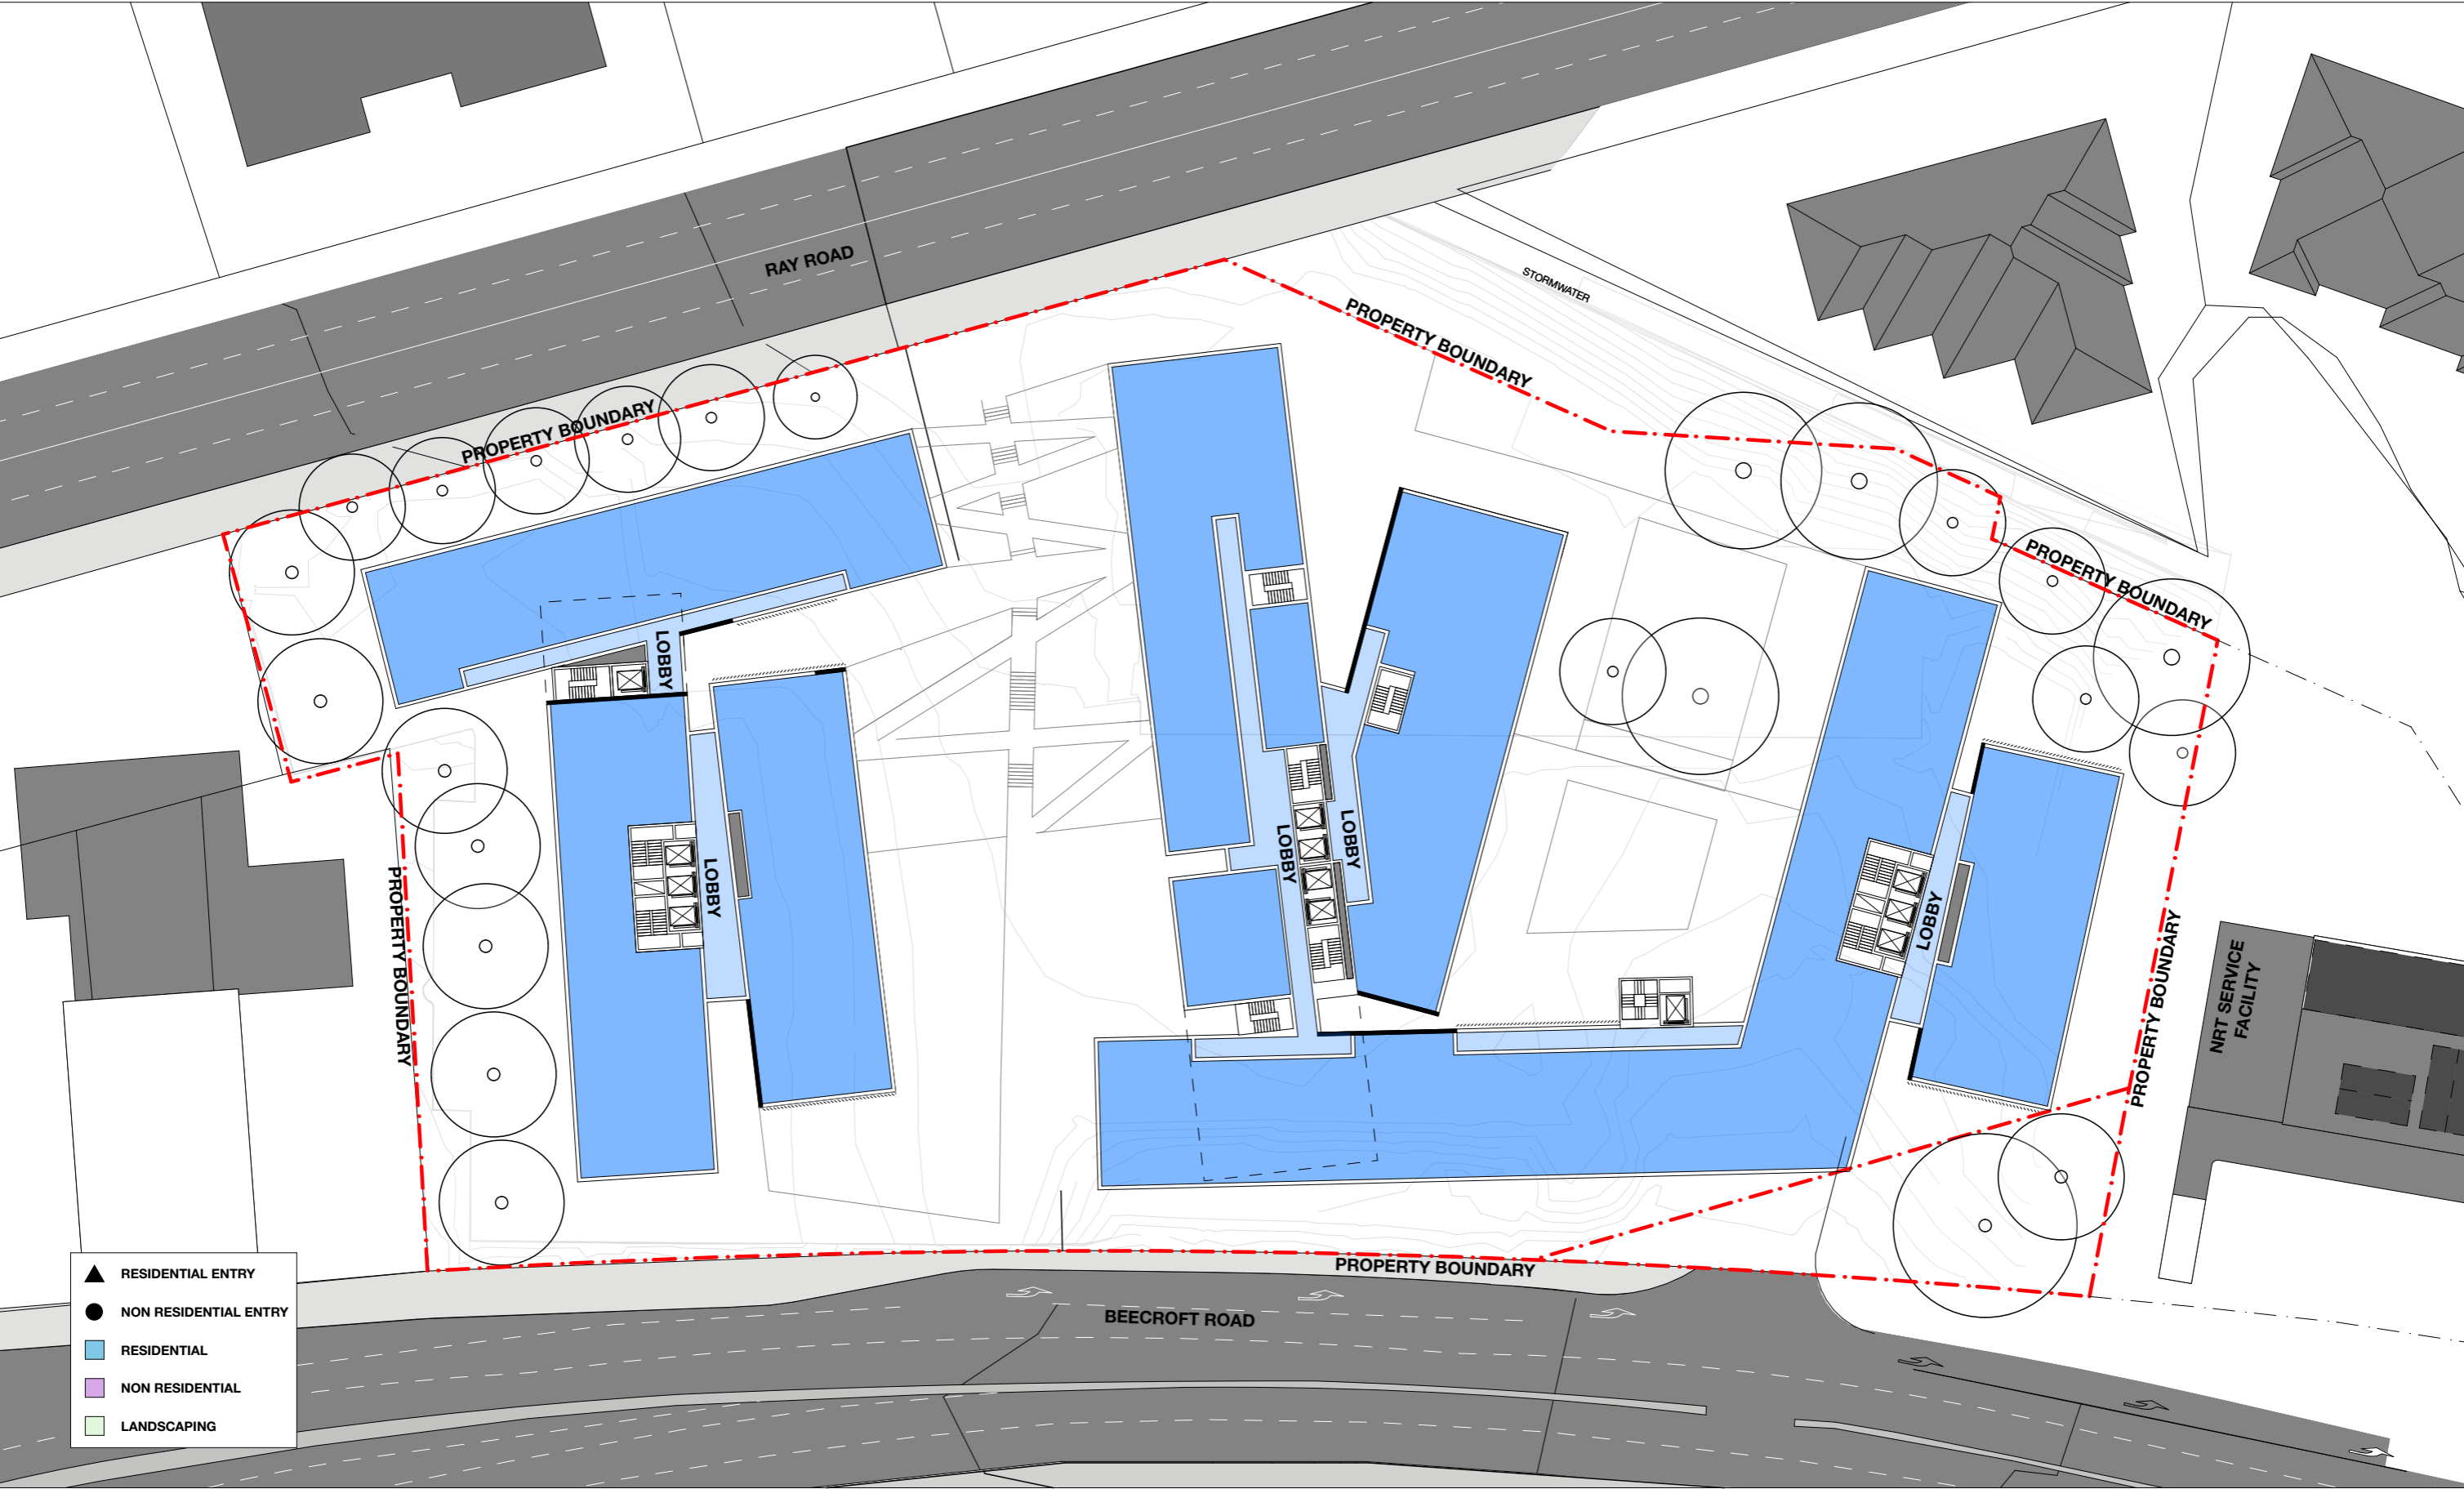 RAY ROAD
STORMWATER
PROPERTY BOUNDARY
PROPERTY BOUNDARY
PROPERTY BOUNDARY
LOBBY
LOBBY
LOBBY
LOBBY
LOBBY
PROPERTY BOUNDARY
PROPERTY BOUNDARY
NRT SERVICE
FACILITY
PROPERTY BOUNDARY
BEECROFT ROAD
RESIDENTIAL ENTRY
NON RESIDENTIAL ENTRY
RESIDENTIAL
NON RESIDENTIAL
LANDSCAPING